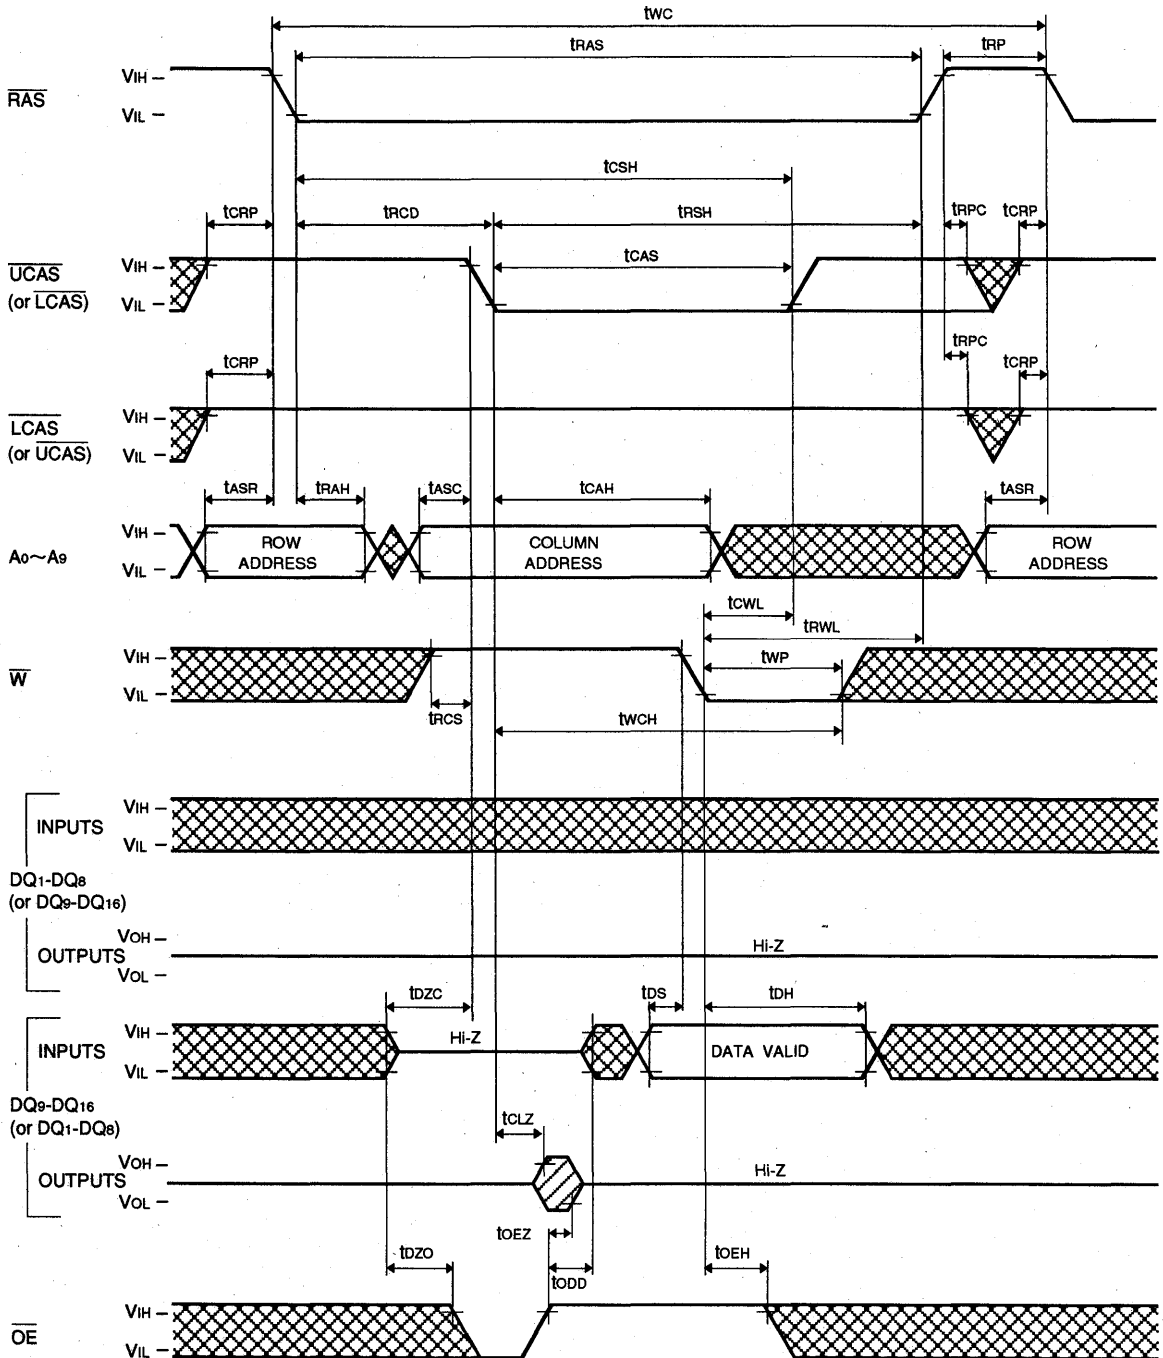 tWC
tRAS
tRP
RAS
VIH
VIL
tCSH
tCRP
tRCD
tRSH
tRPC
tCRP
UCAS
(or LCAS)
VIH
VIL
tCAS
tCRP
tRPC
tCRP
LCAS
(or UCAS)
VIH
VIL
tASR
tRAH
tASC
tCAH
tASR
A0~A9
VIH
VIL
ROW
ADDRESS
COLUMN
ADDRESS
ROW
ADDRESS
tCWL
tRWL
W
VIH
VIL
tWP
tRCS
tWCH
INPUTS
VIH
VIL
DQ1-DQ8
(or DQ9-DQ16)
OUTPUTS
VOH
VOL
Hi-Z
tDZC
tDS
tDH
INPUTS
VIH
VIL
Hi-Z
DATA VALID
DQ9-DQ16
(or DQ1-DQ8)
tCLZ
OUTPUTS
VOH
VOL
Hi-Z
tOEZ
tDZO
tODD
tOEH
OE
VIH
VIL